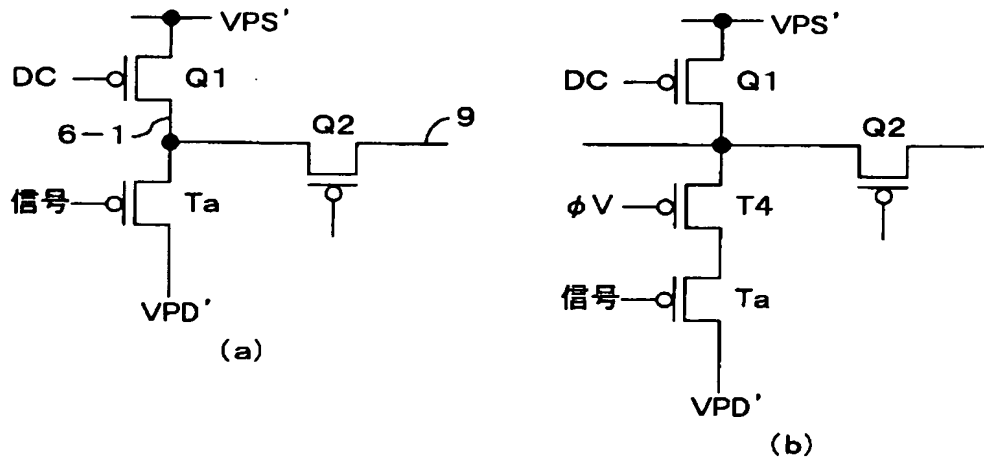 VPS'
DC
Q1
6-1
Q2
9
信号
Ta
VPD'
(a)
VPS'
DC
Q1
Q2
φV
T4
信号
Ta
VPD'
(b)